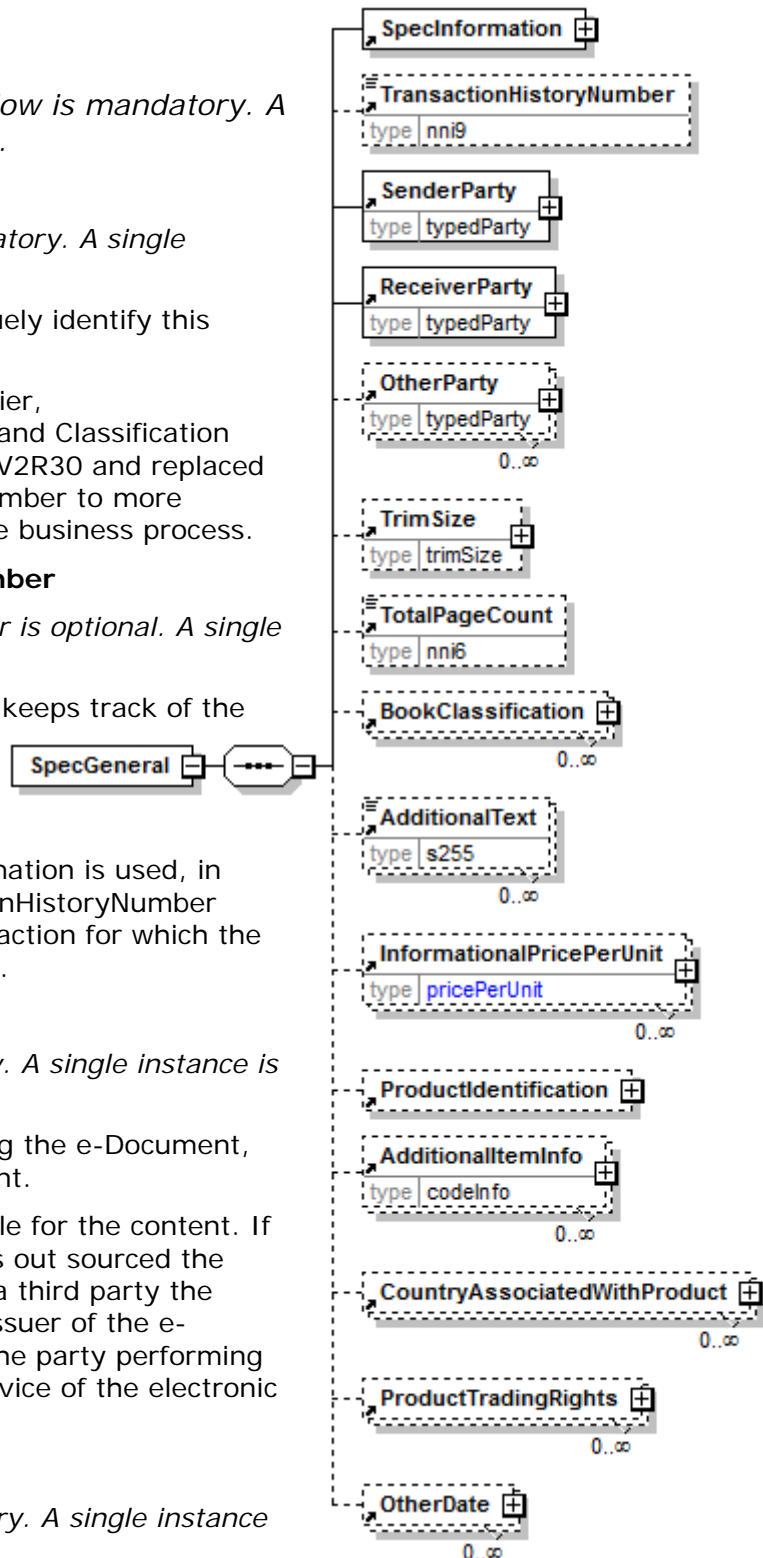 ow is mandatory. A
.
atory. A single
uely identify this
ier,
and Classification
V2R30 and replaced
mber to more
e business process.
nber
r is optional. A single
keeps track of the
nation is used, in
nHistoryNumber
action for which the
.
y. A single instance is
g the e-Document,
nt.
le for the content. If
s out sourced the
a third party the
ssuer of the e-
he party performing
vice of the electronic
ry. A single instance
SpecGeneral
SpecInformation
TransactionHistoryNumber
type nni9
SenderParty
type typedParty
ReceiverParty
type typedParty
OtherParty
type typedParty
0..∞
TrimSize
type trimSize
TotalPageCount
type nni6
BookClassification
0..∞
AdditionalText
type s255
0..∞
InformationalPricePerUnit
type pricePerUnit
0..∞
ProductIdentification
AdditionalItemInfo
type codeInfo
0..∞
CountryAssociatedWithProduct
0..∞
ProductTradingRights
0..∞
OtherDate
0..∞